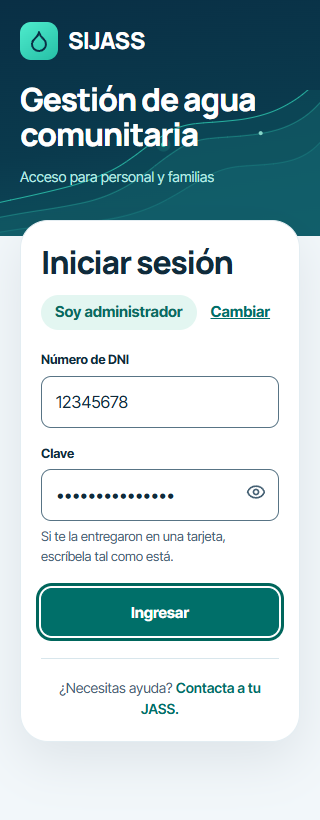 SIJASS
Gestión de agua
comunitaria
Acceso para personal y familias
Iniciar sesión
Soy administrador Cambiar
Número de DNI
12345678
Clave
•••••••••••••••
Si te la entregaron en una tarjeta,
escríbela tal como está.
Ingresar
¿Necesitas ayuda? Contacta a tu
JASS.